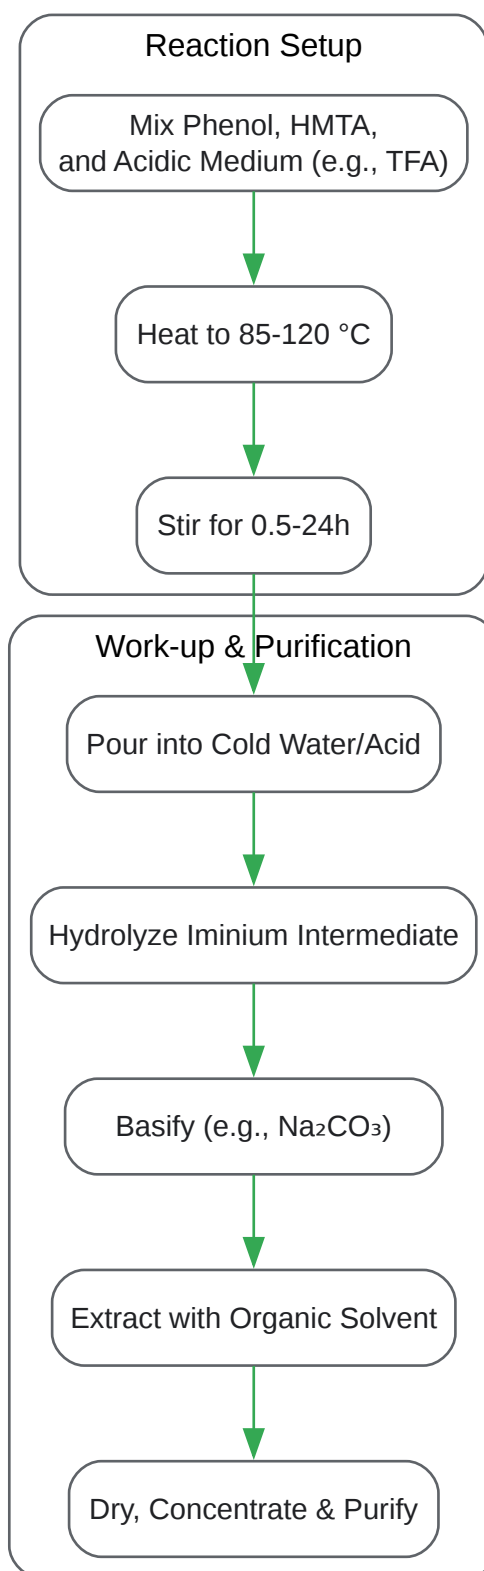 Reaction Setup
Mix Phenol, HMTA,
and Acidic Medium (e.g., TFA)
Heat to 85-120 °C
Stir for 0.5-24h
Work-up & Purification
Pour into Cold Water/Acid
Hydrolyze Iminium Intermediate
Basify (e.g., Na₂CO₃)
Extract with Organic Solvent
Dry, Concentrate & Purify